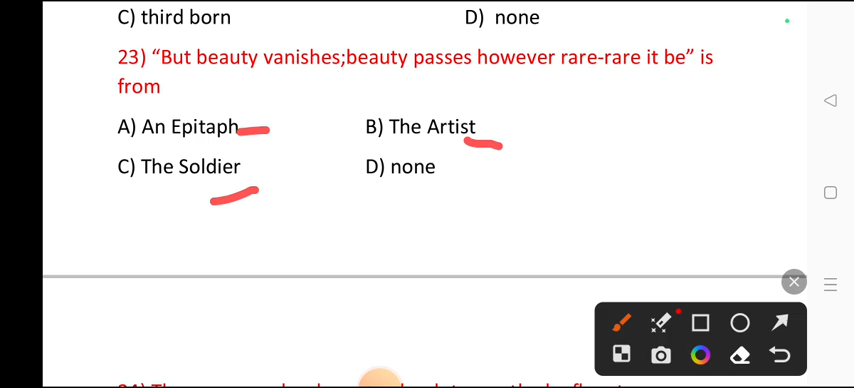 C) third born D) none
23) “But beauty vanishes;beauty passes however rare-rare it be” is
from
A) An Epitaph B) The Artist
C) The Soldier D) none